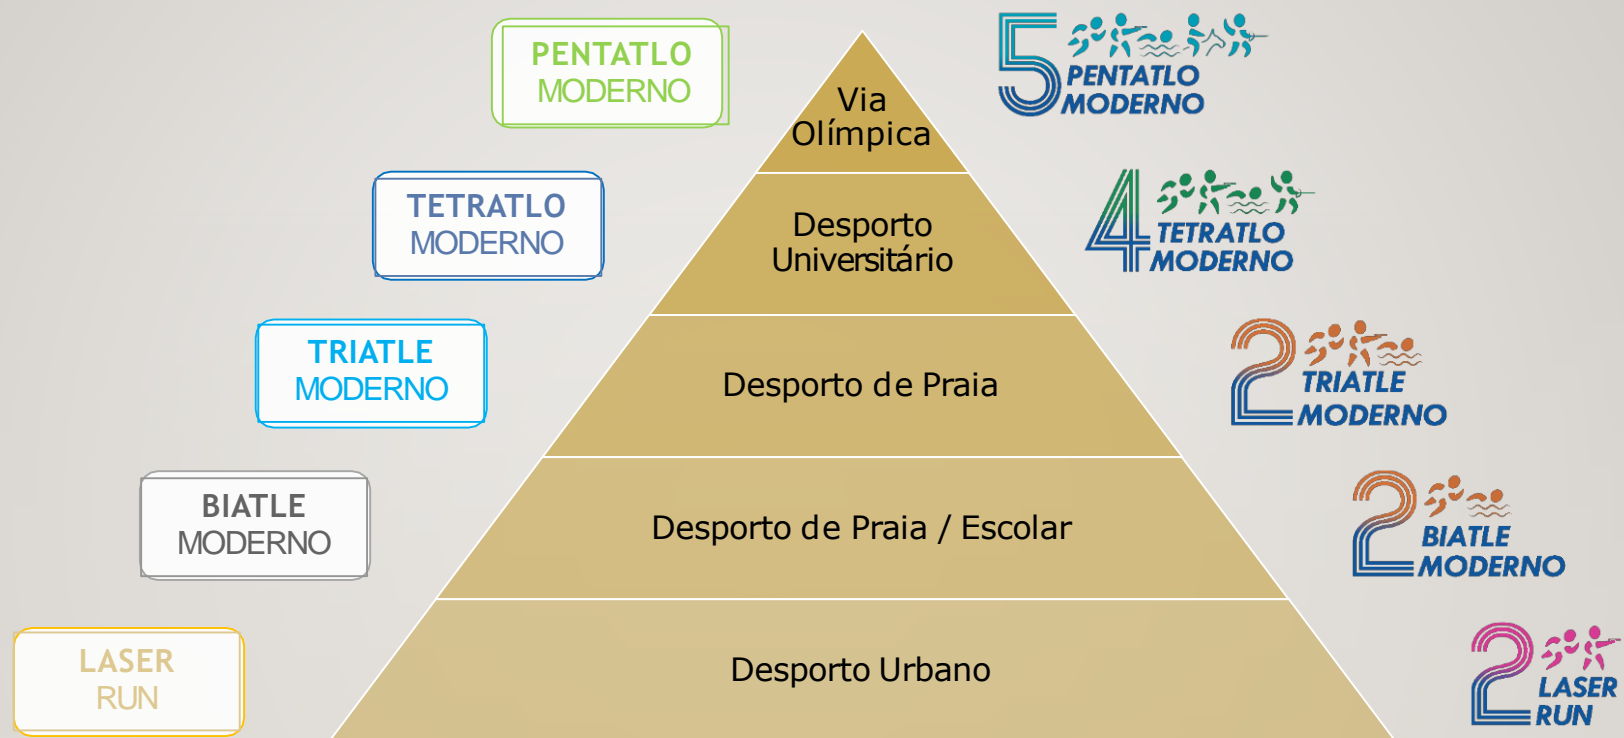 PENTATLO
MODERNO
Via
Olímpica
5 PENTATLO
MODERNO
TETRATLO
MODERNO
Desporto
Universitário
4 TETRATLO
MODERNO
TRIATLE
MODERNO
Desporto de Praia
2 TRIATLE
MODERNO
BIATLE
MODERNO
Desporto de Praia / Escolar
2 BIATLE
MODERNO
LASER
RUN
Desporto Urbano
2 LASER
RUN